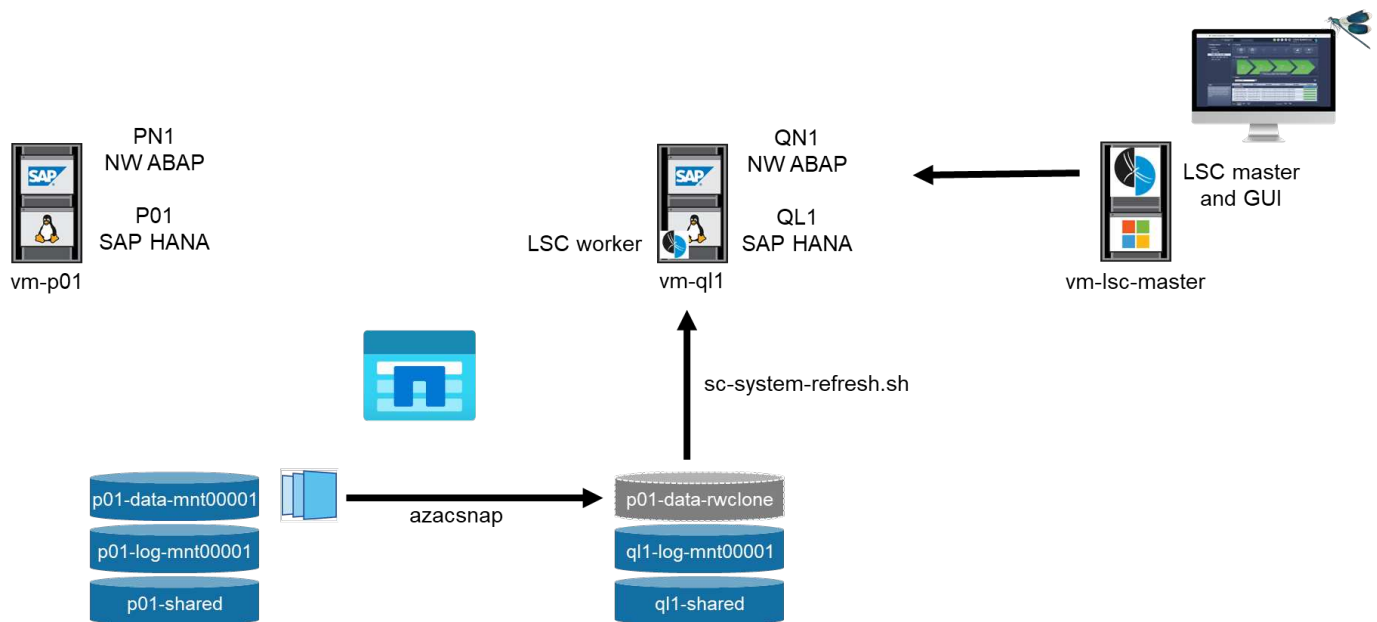 PN1
NW ABAP
SAP
P01
SAP HANA
vm-p01
QN1
NW ABAP
SAP
QL1
SAP HANA
LSC worker
vm-ql1
LSC master
and GUI
vm-lsc-master
sc-system-refresh.sh
p01-data-mnt00001
azacsnap
p01-data-rwclone
p01-log-mnt00001
ql1-log-mnt00001
p01-shared
ql1-shared